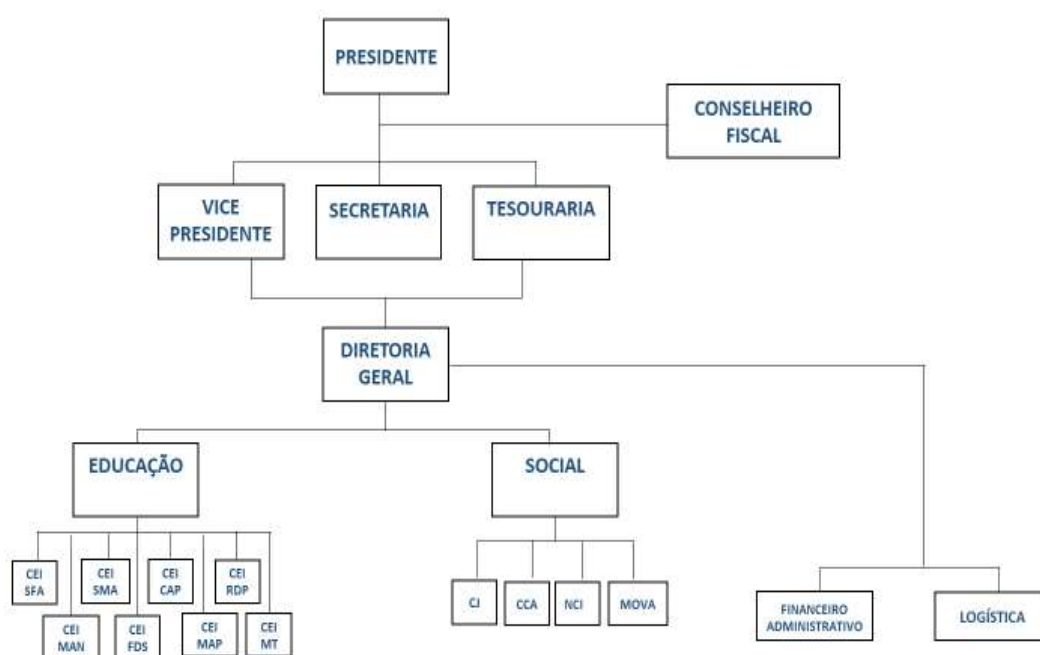 PRESIDENTE
CONSELHEIRO
FISCAL
VICE
PRESIDENTE
SECRETARIA
TESOURARIA
DIRETORIA
GERAL
EDUCAÇÃO
SOCIAL
CEI
SFA
CEI
SMA
CEI
CAP
CEI
RDP
CEI
MAN
CEI
FDS
CEI
MAP
CEI
MT
CJ
CCA
NCI
MOVA
FINANCEIRO
ADMINISTRATIVO
LOGÍSTICA